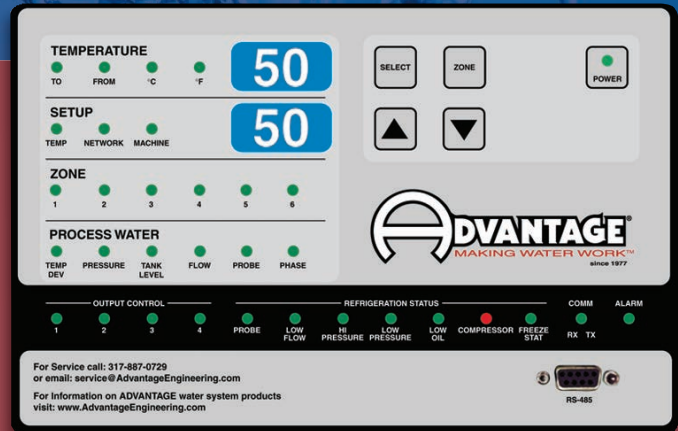 TEMPERATURE
TO FROM °C °F
50
SETUP
TEMP NETWORK MACHINE
50
ZONE
1 2 3 4 5 6
PROCESS WATER
TEMP DEV PRESSURE TANK LEVEL FLOW PROBE PHASE
SELECT ZONE POWER
ADVANTAGE®
MAKING WATER WORK™
since 1977
OUTPUT CONTROL
1 2 3 4
REFRIGERATION STATUS
PROBE LOW FLOW HI PRESSURE LOW PRESSURE LOW OIL COMPRESSOR FREEZE STAT
COMM
RX TX
ALARM
For Service call: 317-887-0729
or email: service@AdvantageEngineering.com
For Information on ADVANTAGE water system products
visit: www.AdvantageEngineering.com
RS-485